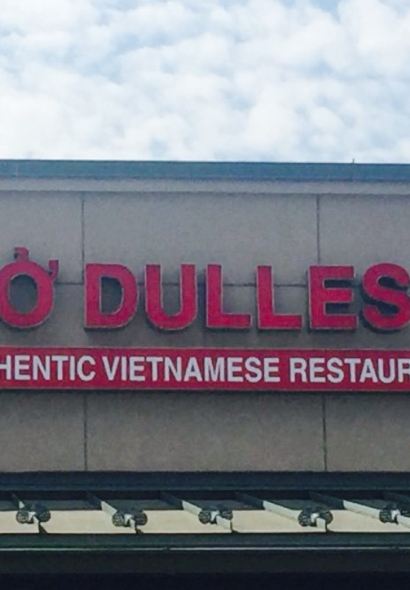 Ở DULLES
HENTIC VIETNAMESE RESTAUR